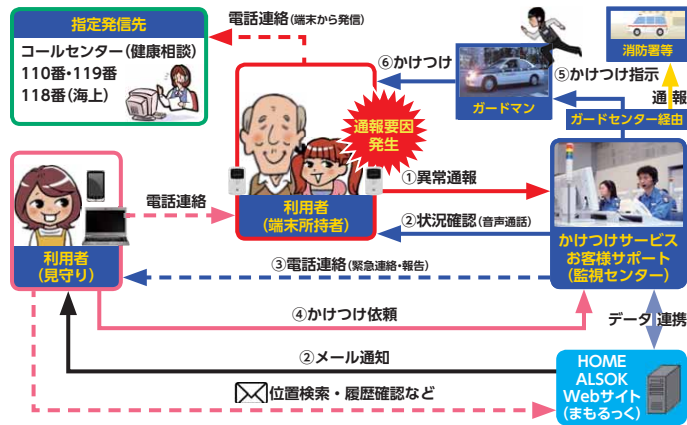 指定発信先
コールセンター(健康相談)
110番・119番
118番(海上)
電話連絡(端末から発信)
通報要因
発生
利用者
(端末所持者)
⑥かけつけ
ガードマン
⑤かけつけ指示
消防署等
通報
ガードセンター経由
①異常通報
②状況確認(音声通話)
かけつけサービス
お客様サポート
(監視センター)
電話連絡
利用者
(見守り)
③電話連絡(緊急連絡・報告)
④かけつけ依頼
データ連携
②メール通知
位置検索・履歴確認など
HOME
ALSOK
Webサイト
(まもるっく)